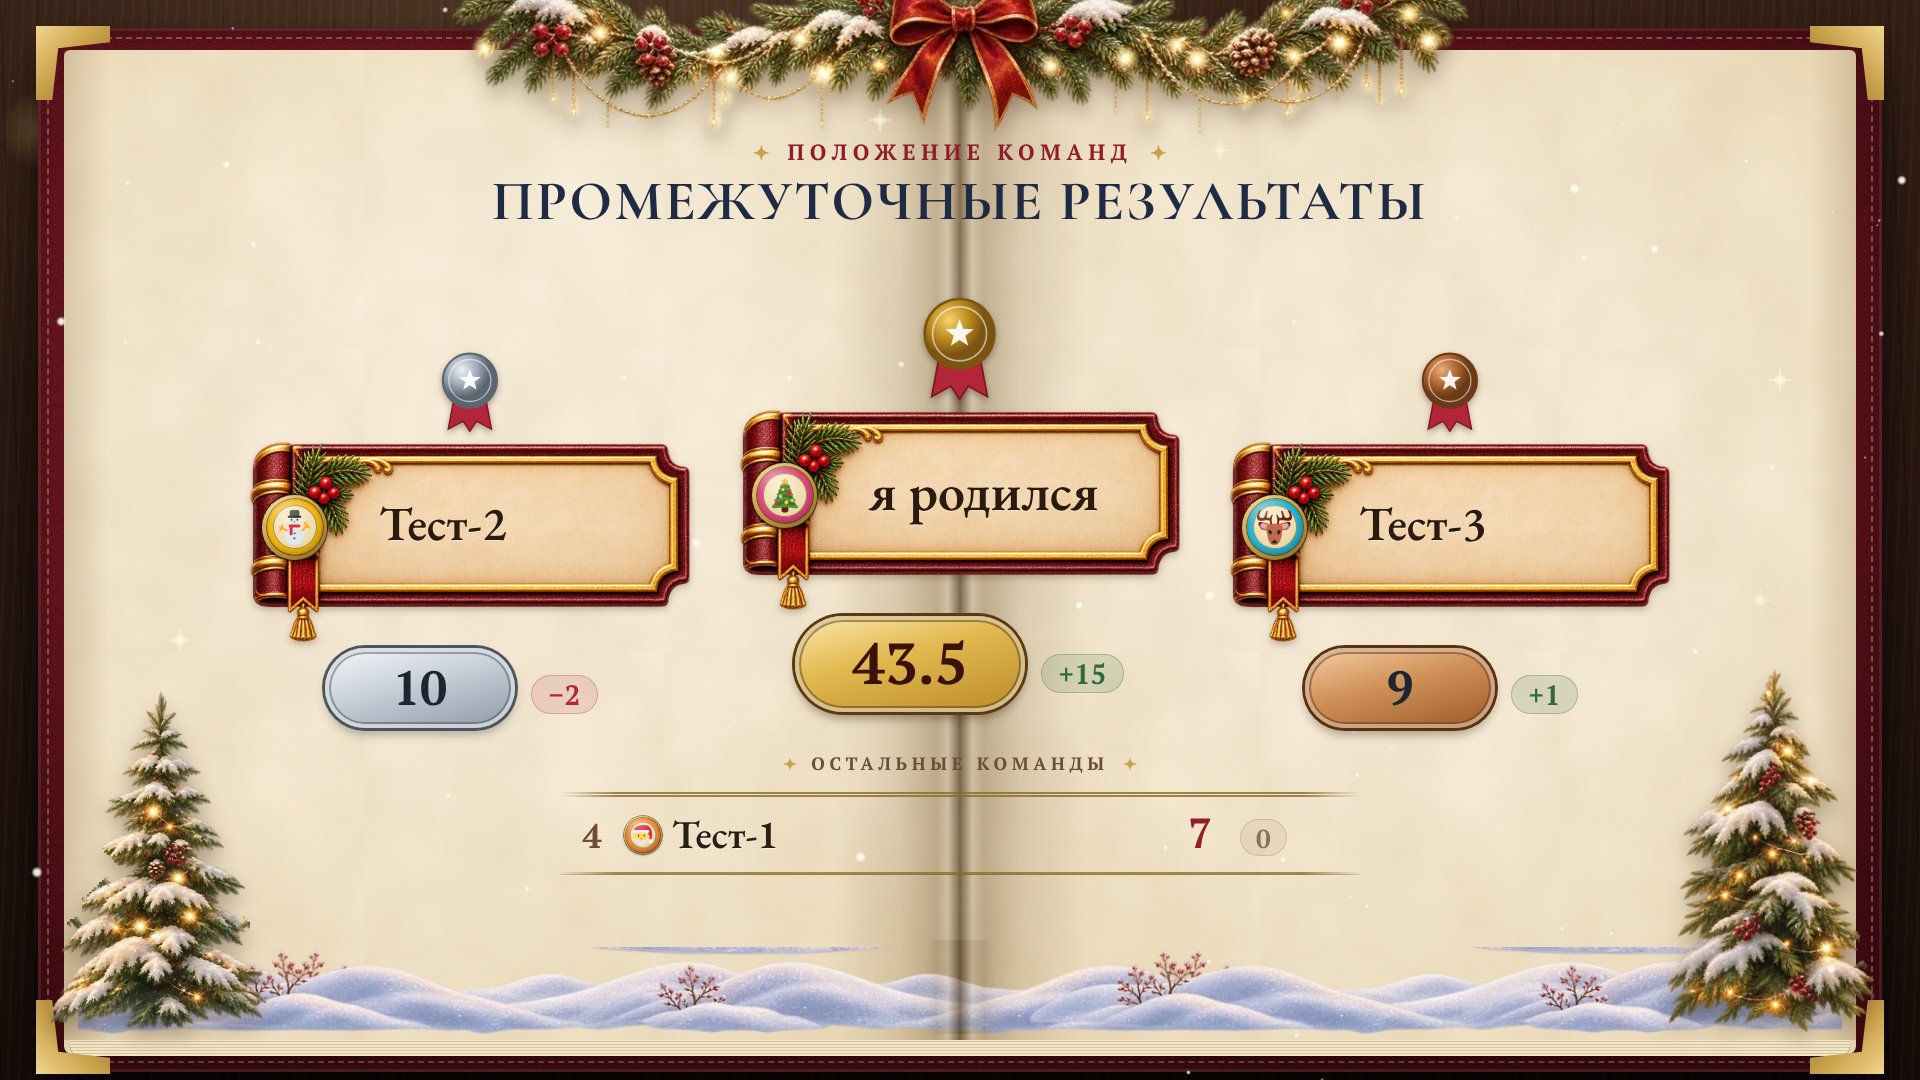 ПОЛОЖЕНИЕ КОМАНД
ПРОМЕЖУТОЧНЫЕ РЕЗУЛЬТАТЫ
Тест-2
10
−2
я родился
43.5
+15
Тест-3
9
+1
ОСТАЛЬНЫЕ КОМАНДЫ
4 Тест-1 7 0